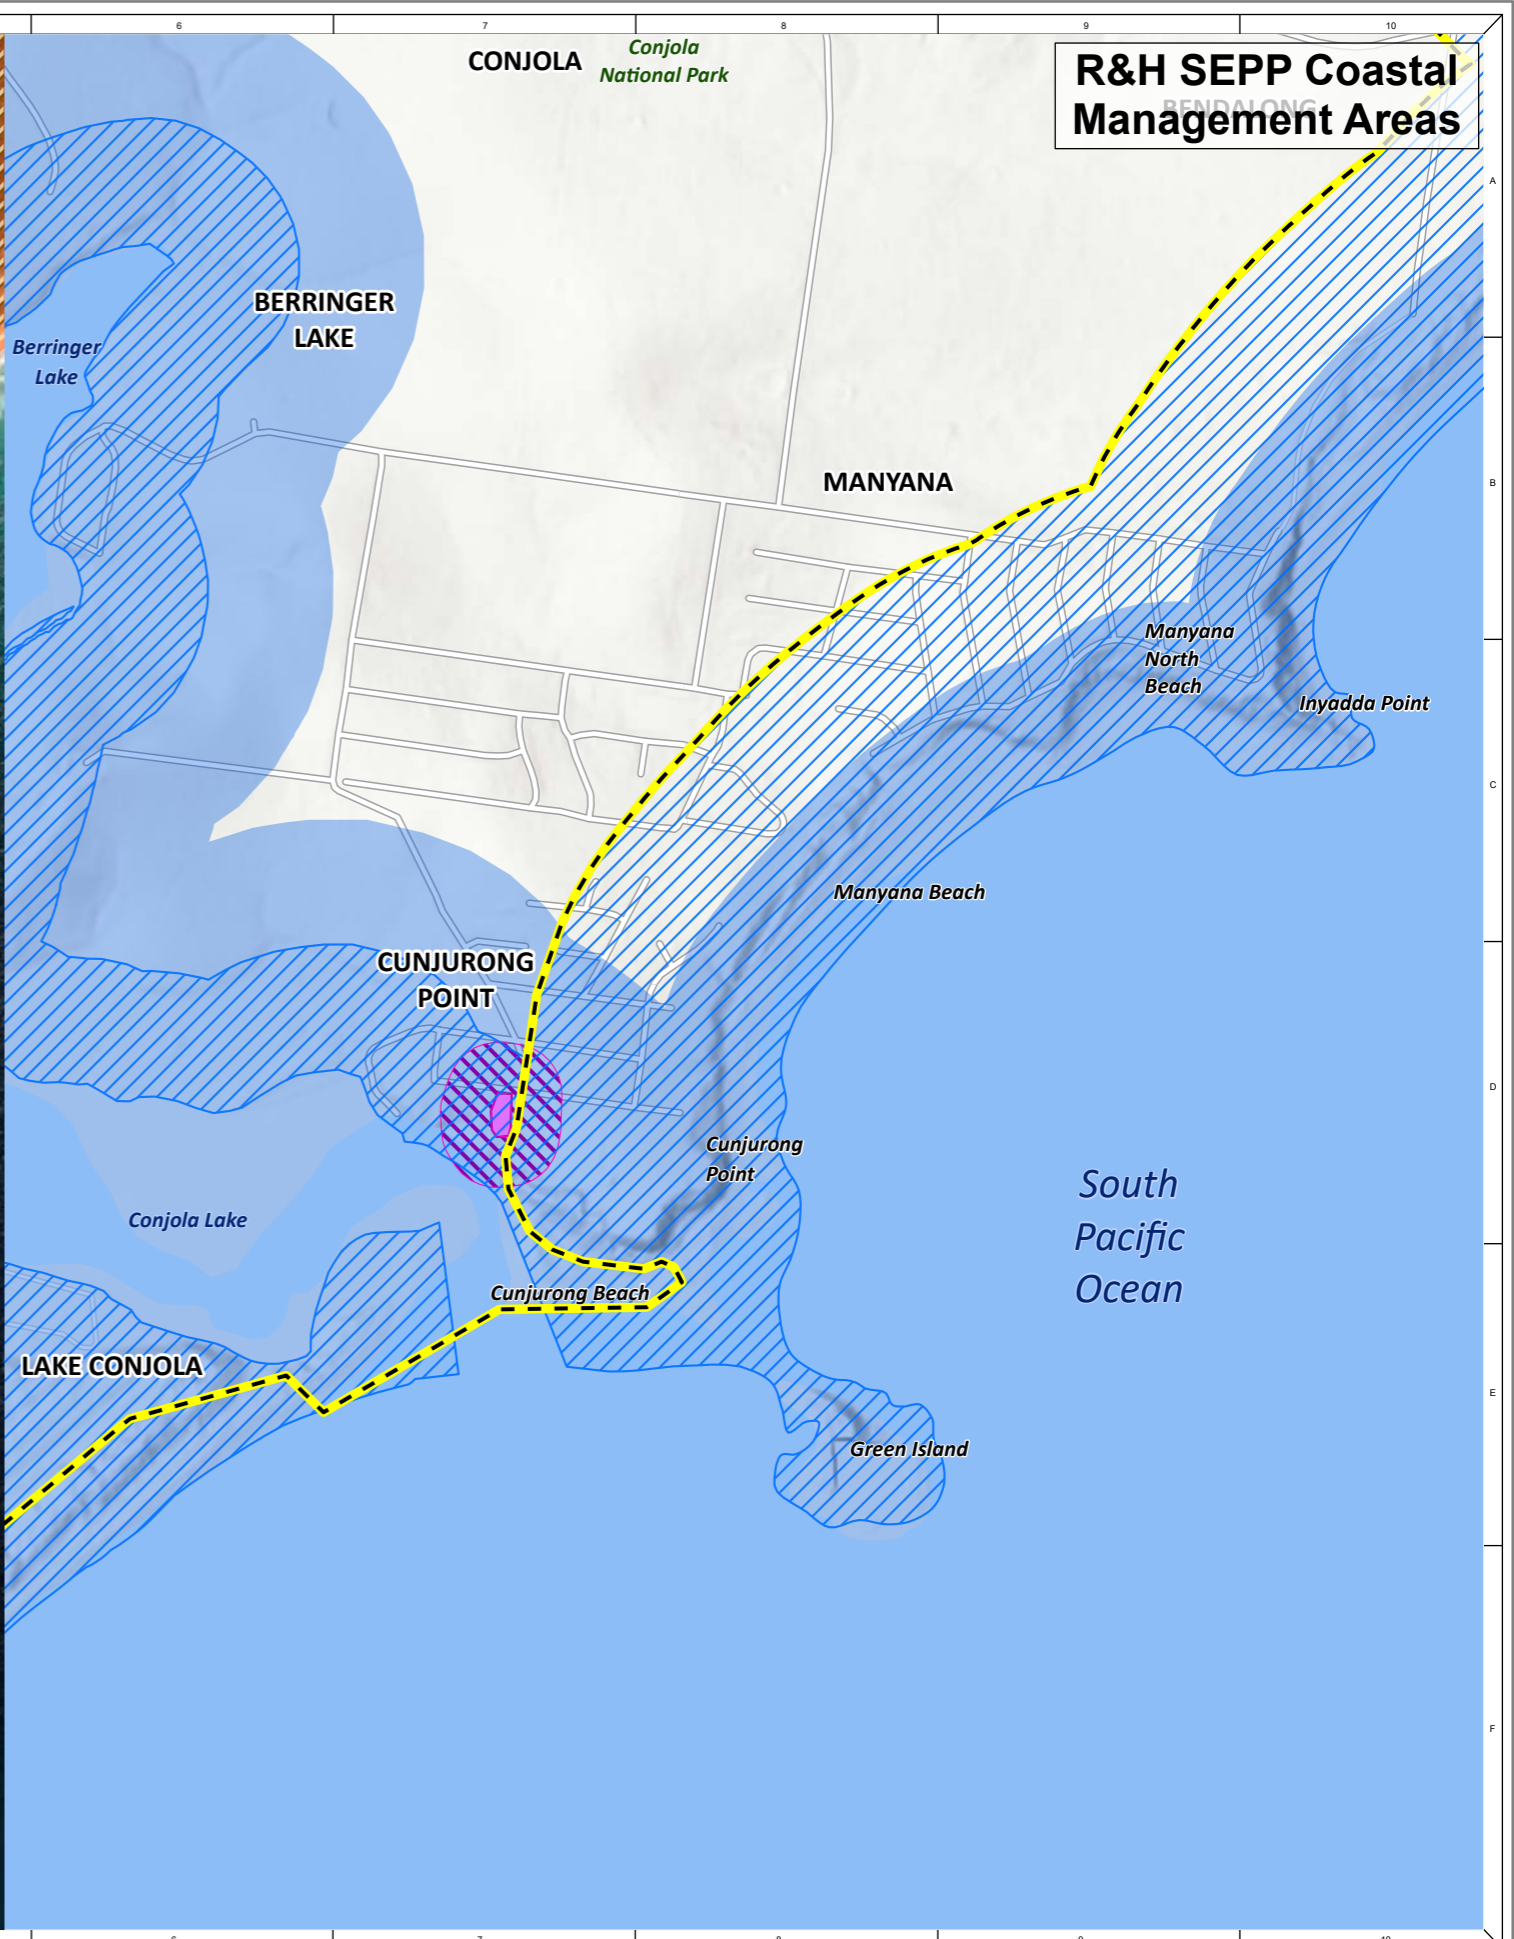 6 7 8 9 10
CONJOLA
Conjola
National Park
R&H SEPP Coastal
Management Areas
BENDALONG
A
BERRINGER
LAKE
Berringer
Lake
MANYANA
B
Manyana
North
Beach
Inyadda Point
C
Manyana Beach
CUNJURONG
POINT
D
Cunjurong
Point
South
Pacific
Ocean
Conjola Lake
Cunjurong Beach
LAKE CONJOLA
E
Green Island
F